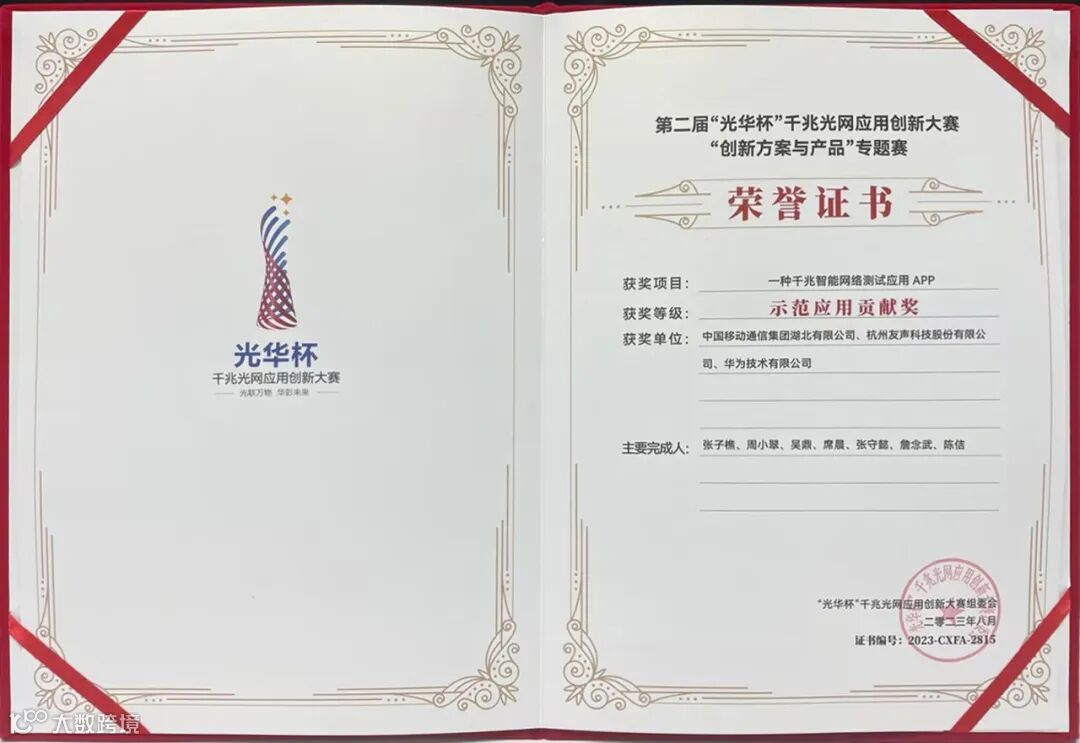 光华杯
千兆光网应用创新大赛
光联万物 华彩未来
第二届“光华杯”千兆光网应用创新大赛
“创新方案与产品”专题赛
荣誉证书
获奖项目： 一种千兆智能网络测试应用 APP
获奖等级： 示范应用贡献奖
获奖单位： 中国移动通信集团湖北有限公司、杭州友声科技股份有限公
司、华为技术有限公司
主要完成人： 张子樵、周小翠、吴鼎、席晨、张守懿、詹念武、陈佶
“光华杯”千兆光网应用创新大赛组委会
二零二三年八月
证书编号：2023-CXFA-2815
大数跨境